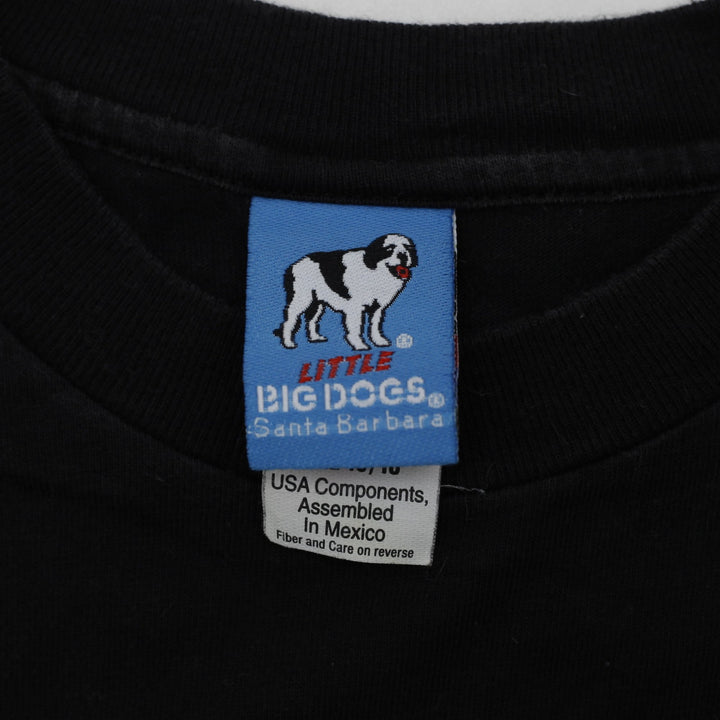 ®
LITTLE
BIG DOGS®
Santa Barbara
USA Components,
Assembled
In Mexico
Fiber and Care on reverse